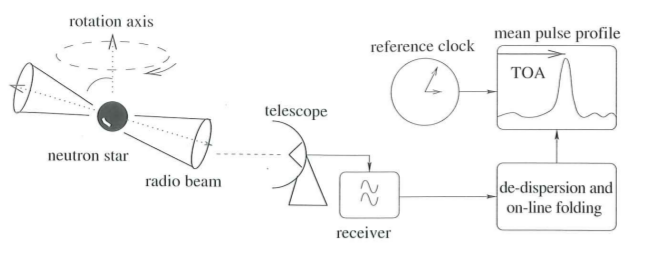 rotation axis
mean pulse profile
reference clock
TOA
telescope
neutron star
radio beam
de-dispersion and
on-line folding
receiver